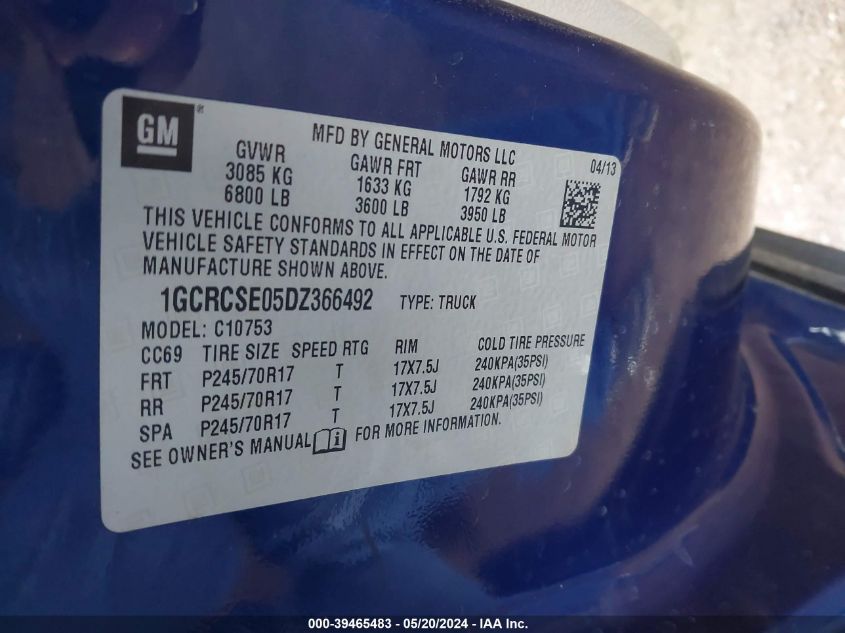 GM ®
MFD BY GENERAL MOTORS LLC
04/13
GVWR GAWR FRT GAWR RR
3085 KG 1633 KG 1792 KG
6800 LB 3600 LB 3950 LB
THIS VEHICLE CONFORMS TO ALL APPLICABLE U.S. FEDERAL MOTOR
VEHICLE SAFETY STANDARDS IN EFFECT ON THE DATE OF
MANUFACTURE SHOWN ABOVE.
1GCRCSE05DZ366492 TYPE: TRUCK
MODEL: C10753
CC69 TIRE SIZE SPEED RTG RIM COLD TIRE PRESSURE
FRT P245/70R17 T 17X7.5J 240KPA(35PSI)
RR P245/70R17 T 17X7.5J 240KPA(35PSI)
SPA P245/70R17 T 17X7.5J 240KPA(35PSI)
SEE OWNER'S MANUAL i FOR MORE INFORMATION.
000-39465483 - 05/20/2024 - IAA Inc.